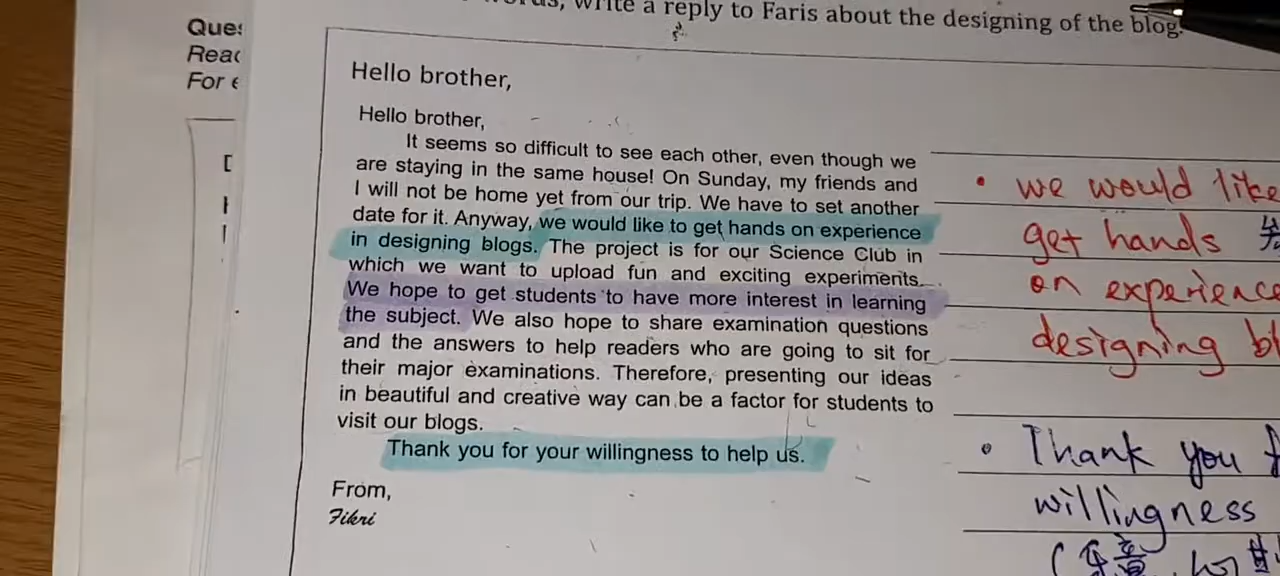 write a reply to Faris about the designing of the blog.
Ques
Reac
For e
Hello brother,
Hello brother,
It seems so difficult to see each other, even though we
are staying in the same house! On Sunday, my friends and
I will not be home yet from our trip. We have to set another
date for it. Anyway, we would like to get hands on experience
in designing blogs. The project is for our Science Club in
which we want to upload fun and exciting experiments.
We hope to get students to have more interest in learning
the subject. We also hope to share examination questions
and the answers to help readers who are going to sit for
their major examinations. Therefore, presenting our ideas
in beautiful and creative way can be a factor for students to
visit our blogs.
Thank you for your willingness to help us.
From,
Fikri
• we would like
get hands
on experience
designing bl
• Thank you f
willingness